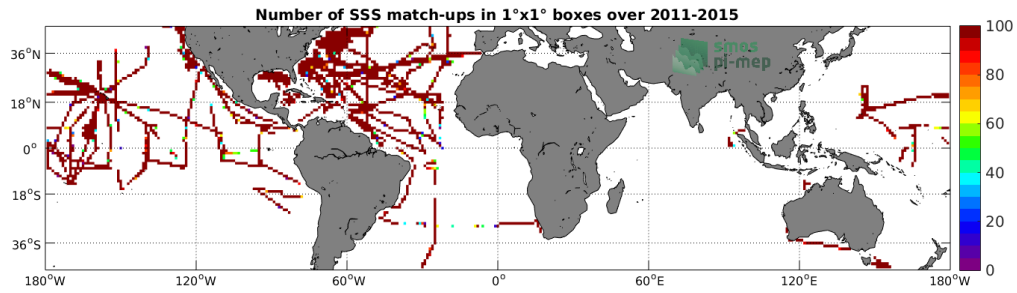 Number of SSS match-ups in 1°x1° boxes over 2011-2015
smos
pi-mep
36°N
18°N
0°
18°S
36°S
180°W 120°W 60°W 0° 60°E 120°E 180°W
100
80
60
40
20
0